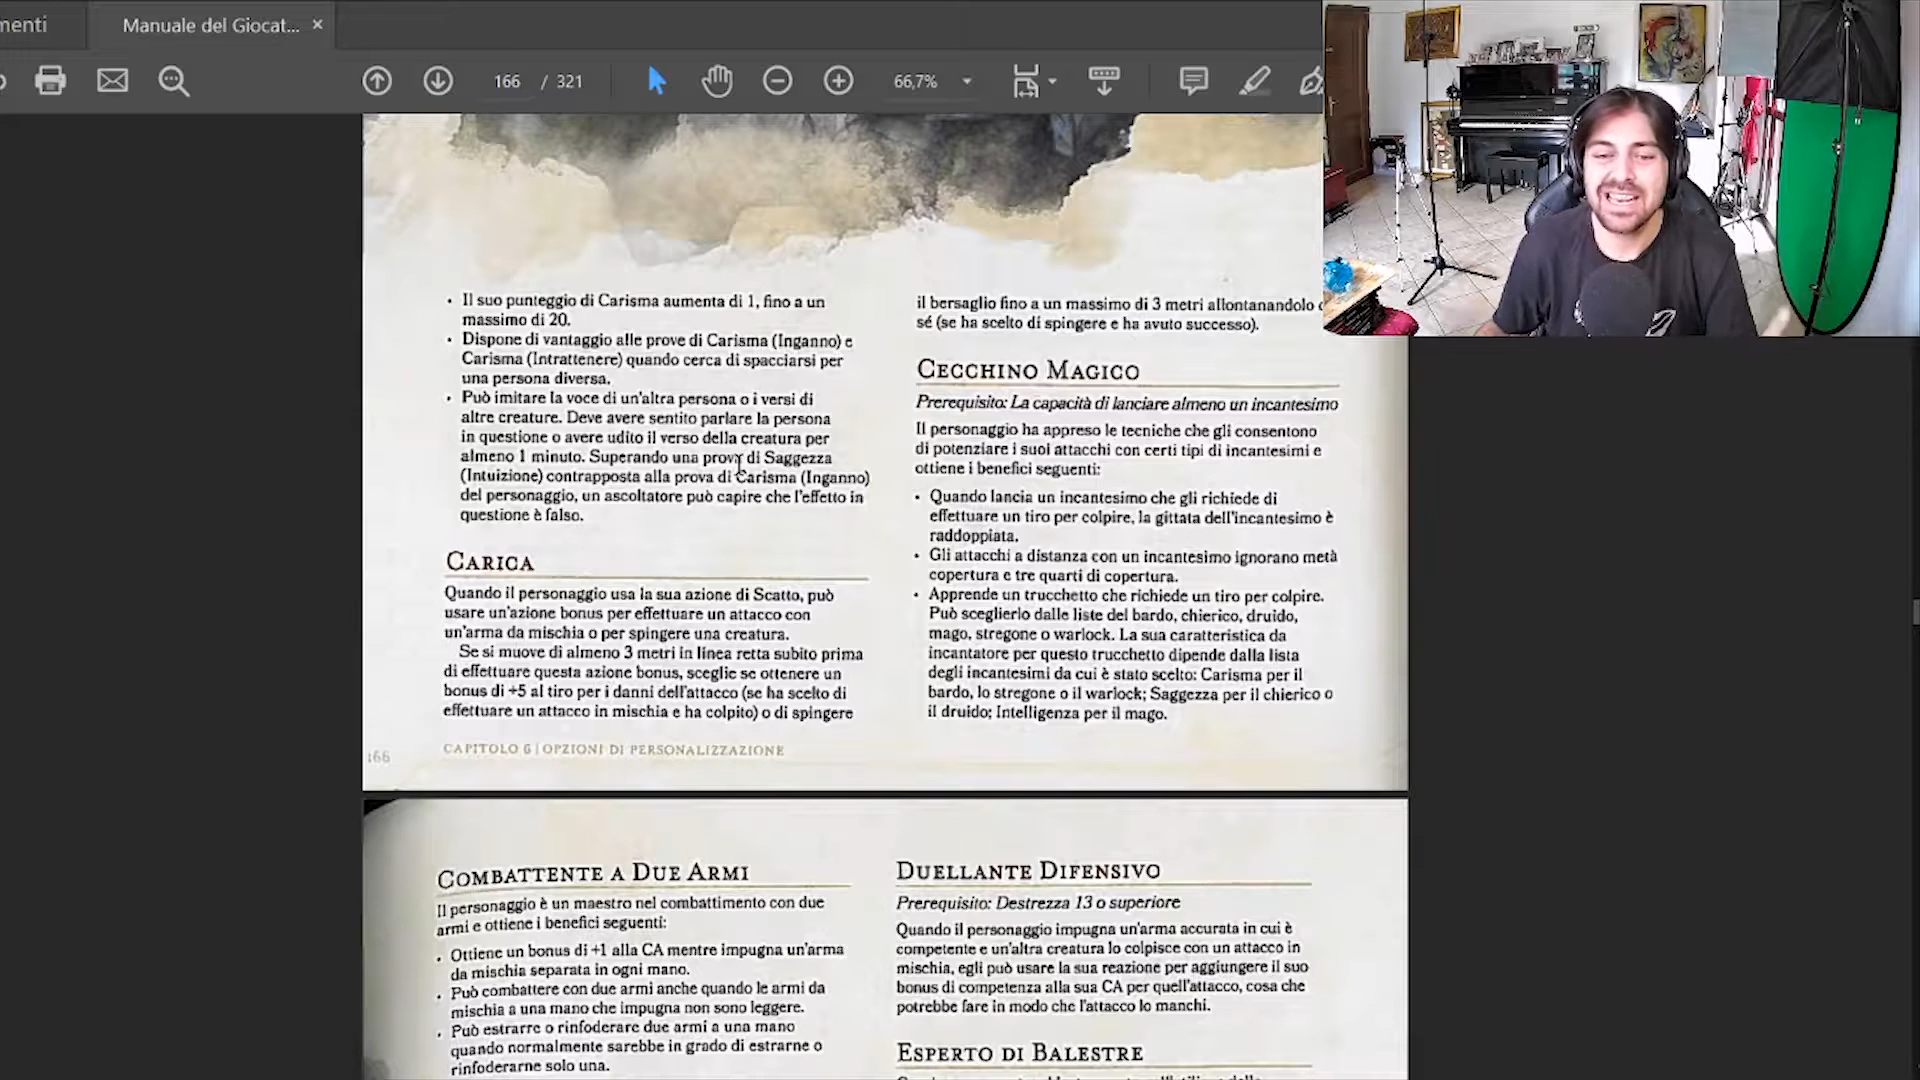 menti
Manuale del Giocat... ×
166 / 321
66,7%
• Il suo punteggio di Carisma aumenta di 1, fino a un
massimo di 20.
• Dispone di vantaggio alle prove di Carisma (Inganno) e
Carisma (Intrattenere) quando cerca di spacciarsi per
una persona diversa.
• Può imitare la voce di un'altra persona o i versi di
altre creature. Deve avere sentito parlare la persona
in questione o avere udito il verso della creatura per
almeno 1 minuto. Superando una prova di Saggezza
(Intuizione) contrapposta alla prova di Carisma (Inganno)
del personaggio, un ascoltatore può capire che l'effetto in
questione è falso.
CARICA
Quando il personaggio usa la sua azione di Scatto, può
usare un'azione bonus per effettuare un attacco con
un'arma da mischia o per spingere una creatura.
Se si muove di almeno 3 metri in linea retta subito prima
di effettuare questa azione bonus, sceglie se ottenere un
bonus di +5 al tiro per i danni dell'attacco (se ha scelto di
effettuare un attacco in mischia e ha colpito) o di spingere
il bersaglio fino a un massimo di 3 metri allontanandolo
sé (se ha scelto di spingere e ha avuto successo).
CECCHINO MAGICO
Prerequisito: La capacità di lanciare almeno un incantesimo
Il personaggio ha appreso le tecniche che gli consentono
di potenziare i suoi attacchi con certi tipi di incantesimi e
ottiene i benefici seguenti:
• Quando lancia un incantesimo che gli richiede di
effettuare un tiro per colpire, la gittata dell'incantesimo è
raddoppiata.
• Gli attacchi a distanza con un incantesimo ignorano metà
copertura e tre quarti di copertura.
• Apprende un trucchetto che richiede un tiro per colpire.
Può sceglierlo dalle liste del bardo, chierico, druido,
mago, stregone o warlock. La sua caratteristica da
incantatore per questo trucchetto dipende dalla lista
degli incantesimi da cui è stato scelto: Carisma per il
bardo, lo stregone o il warlock; Saggezza per il chierico o
il druido; Intelligenza per il mago.
166
CAPITOLO 6 | OPZIONI DI PERSONALIZZAZIONE
COMBATTENTE A DUE ARMI
Il personaggio è un maestro nel combattimento con due
armi e ottiene i benefici seguenti:
• Ottiene un bonus di +1 alla CA mentre impugna un'arma
da mischia separata in ogni mano.
• Può combattere con due armi anche quando le armi da
mischia a una mano che impugna non sono leggere.
• Può estrarre o rinfoderare due armi a una mano
quando normalmente sarebbe in grado di estrarne o
rinfoderarne solo una.
DUELLANTE DIFENSIVO
Prerequisito: Destrezza 13 o superiore
Quando il personaggio impugna un'arma accurata in cui è
competente e un'altra creatura lo colpisce con un attacco in
mischia, egli può usare la sua reazione per aggiungere il suo
bonus di competenza alla sua CA per quell'attacco, cosa che
potrebbe fare in modo che l'attacco lo manchi.
ESPERTO DI BALESTRE